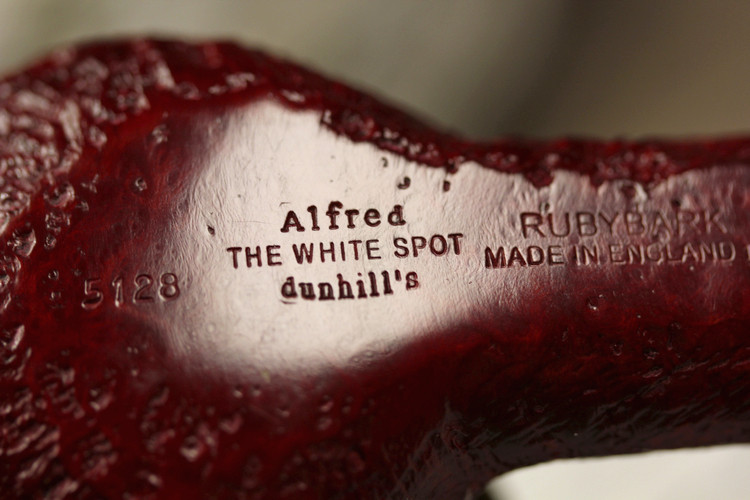 5128
Alfred
THE WHITE SPOT
dunhill's
RUBYBARK
MADE IN ENGLAND